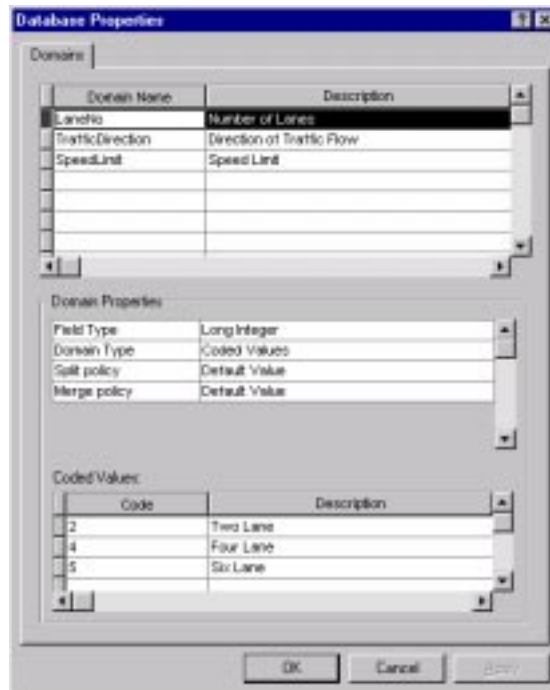 Database Properties
Domains
Domain Name Description
LaneNo Number of Lanes
TrafficDirection Direction of Traffic Flow
SpeedLimit Speed Limit
Domain Properties
Field Type Long Integer
Domain Type Coded Values
Split policy Default Value
Merge policy Default Value
Coded Values:
Code Description
2 Two Lane
4 Four Lane
5 Six Lane
OK Cancel Apply